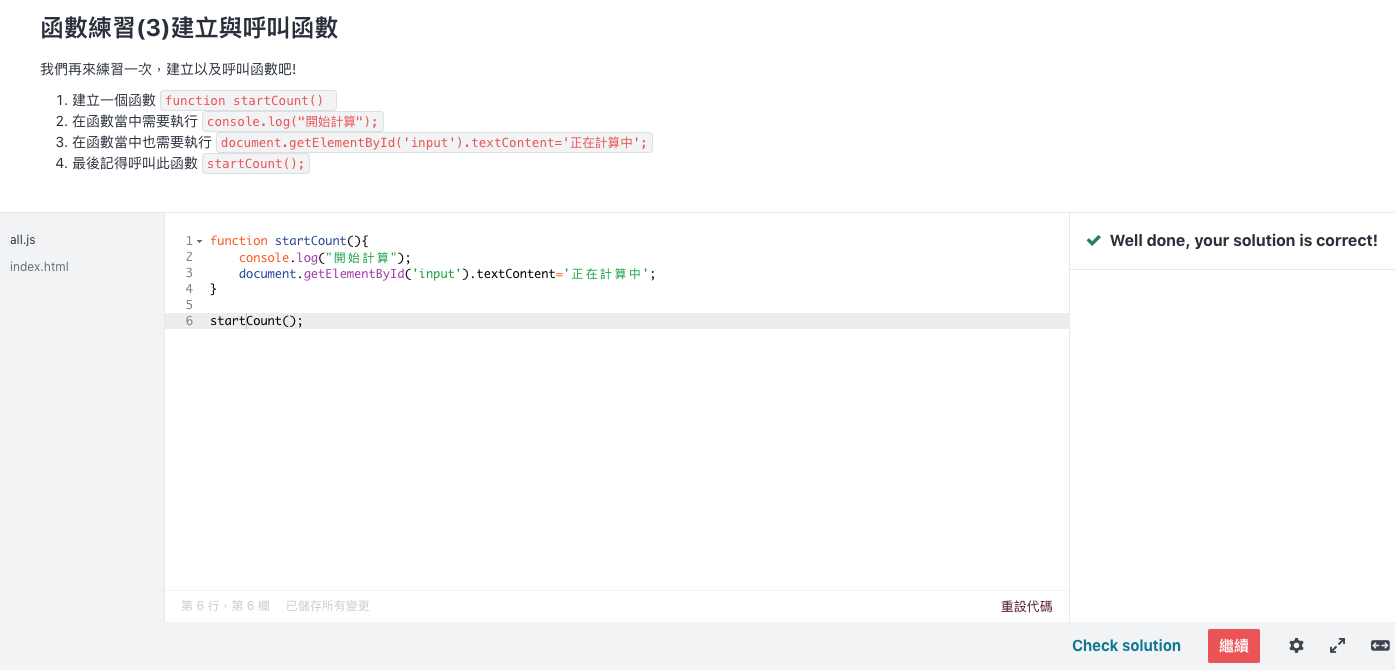 函數練習(3)建立與呼叫函數
我們再來練習一次，建立以及呼叫函數吧!
1. 建立一個函數 function startCount()
2. 在函數當中需要執行 console.log("開始計算");
3. 在函數當中也需要執行 document.getElementById('input').textContent='正在計算中';
4. 最後記得呼叫此函數 startCount();
all.js
index.html
1 function startCount(){
2 console.log("開始計算");
3 document.getElementById('input').textContent='正在計算中';
4 }
5
6 startCount();
Well done, your solution is correct!
第 6 行，第 6 欄 已儲存所有變更
重設代碼
Check solution
繼續